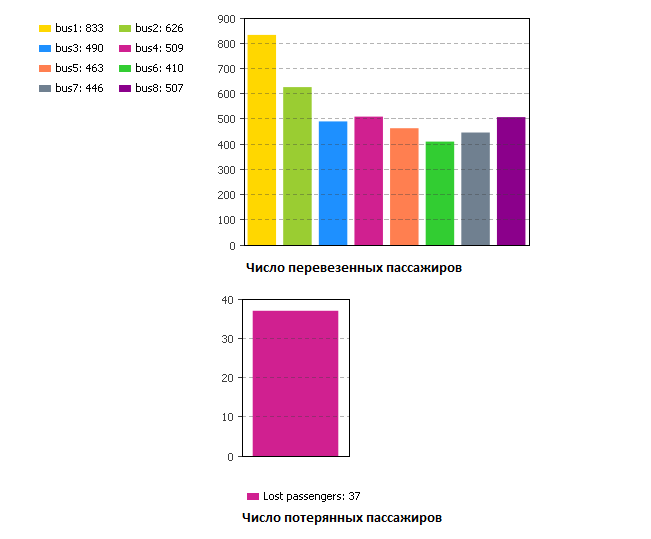 bus1: 833 bus2: 626
bus3: 490 bus4: 509
bus5: 463 bus6: 410
bus7: 446 bus8: 507
900
800
700
600
500
400
300
200
100
0
Число перевезенных пассажиров
40
30
20
10
0
Lost passengers: 37
Число потерянных пассажиров